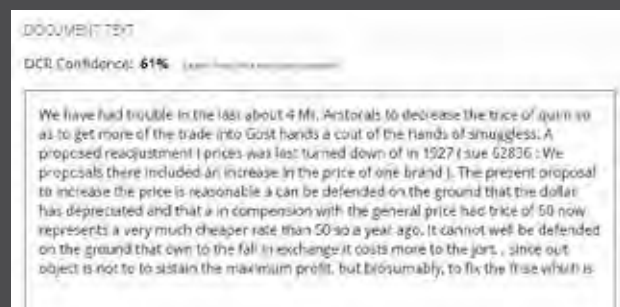 DOCUMENT TEXT
OCR Confidence: 61%
We have had trouble in the last about 4 Mr. Anstorals to decrease the trice of quirn so
as to get more of the trade into Gost hands a cout of the hands of smuggless; A
proposed readjustment ( prices was last turned down of in 1927 ( sue 62836 : We
proposals there included an increase in the price of one brand ). The present proposal
to increase the price is reasonable a can be defended on the ground that the dollar
has depreciated and that a in compension with the general price had trice of 50 now
represents a very much cheaper rate than 50 so a year ago. It cannot well be defended
on the ground that own to the fall in exchange it costs more to the jort. , since out
object is not to to sistain the maximum profit, but brosumably, to fix the frise whuth is